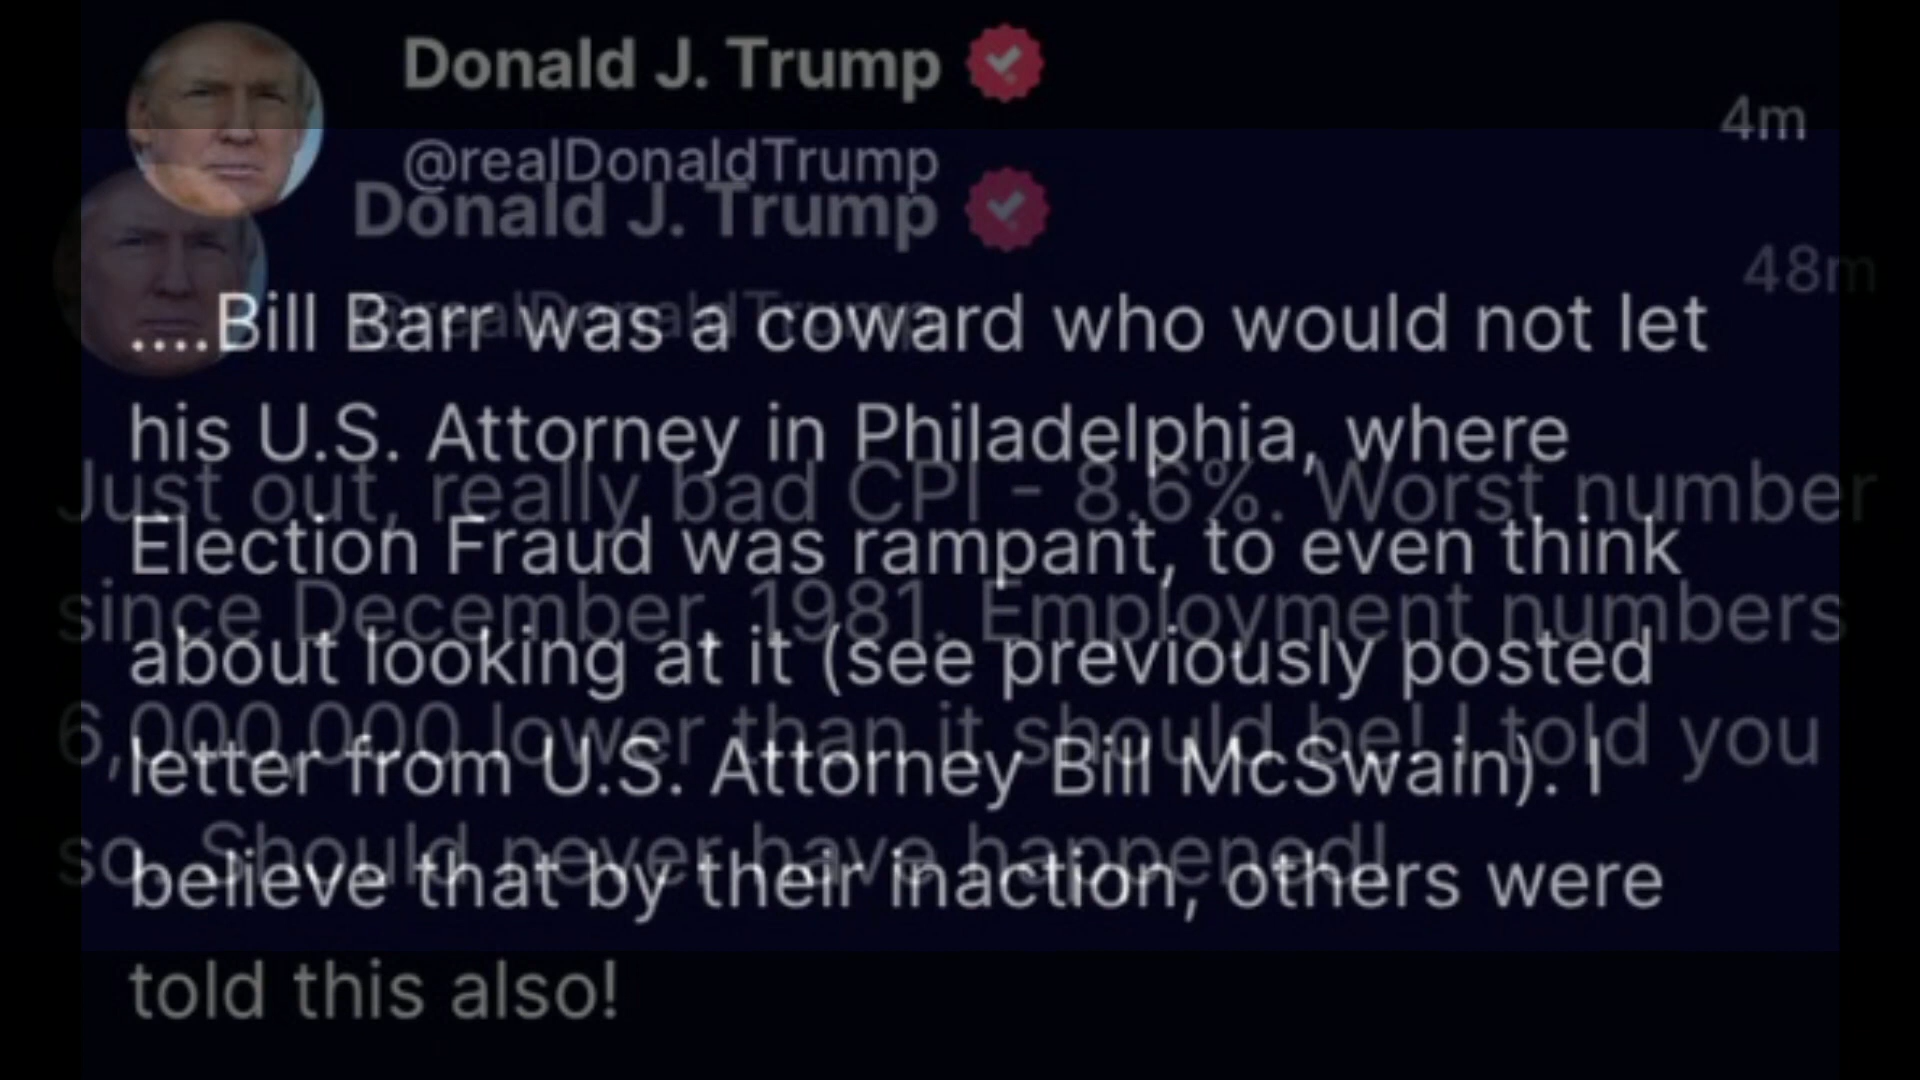 Donald J. Trump
@realDonaldTrump
4m
....Bill Barr was a coward who would not let
his U.S. Attorney in Philadelphia, where
Election Fraud was rampant, to even think
about looking at it (see previously posted
letter from U.S. Attorney Bill McSwain). I
believe that by their inaction, others were
told this also!
Donald J. Trump
@realDonaldTrump
48m
Just out, really bad CPI - 8.6%. Worst number
since December, 1981. Employment numbers
6,000,000 lower than it should be! I told you
so. Should never have happened!